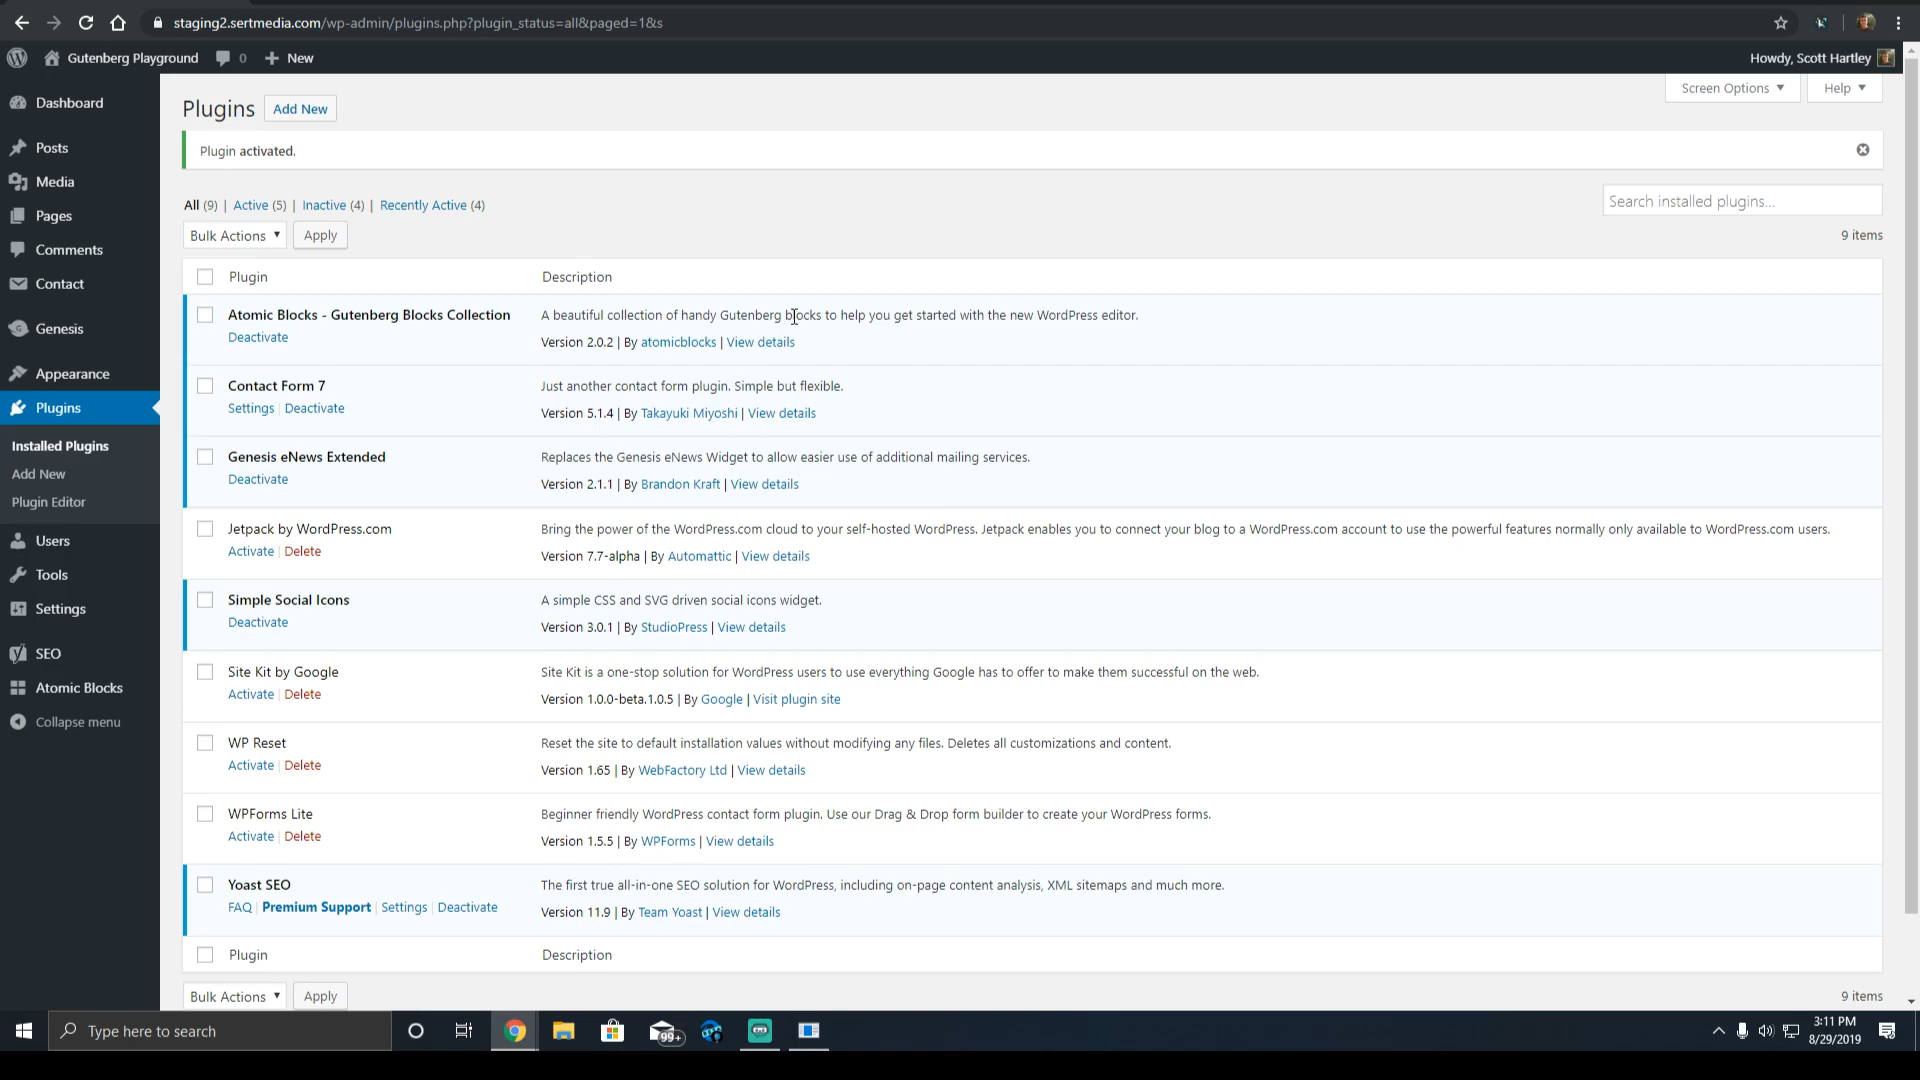 staging2.sertmedia.com/wp-admin/plugins.php?plugin_status=all&paged=1&s
Gutenberg Playground 0 New Howdy, Scott Hartley
Screen Options Help
Dashboard
Posts
Media
Pages
Comments
Contact
Genesis
Appearance
Plugins
Installed Plugins
Add New
Plugin Editor
Users
Tools
Settings
SEO
Atomic Blocks
Collapse menu
Plugins Add New
Plugin activated.
All (9) | Active (5) | Inactive (4) | Recently Active (4)
Search installed plugins...
Bulk Actions Apply 9 items
Plugin Description
Atomic Blocks - Gutenberg Blocks Collection A beautiful collection of handy Gutenberg blocks to help you get started with the new WordPress editor.
Deactivate Version 2.0.2 | By atomicblocks | View details
Contact Form 7 Just another contact form plugin. Simple but flexible.
Settings | Deactivate Version 5.1.4 | By Takayuki Miyoshi | View details
Genesis eNews Extended Replaces the Genesis eNews Widget to allow easier use of additional mailing services.
Deactivate Version 2.1.1 | By Brandon Kraft | View details
Jetpack by WordPress.com Bring the power of the WordPress.com cloud to your self-hosted WordPress. Jetpack enables you to connect your blog to a WordPress.com account to use the powerful features normally only available to WordPress.com users.
Activate | Delete Version 7.7-alpha | By Automattic | View details
Simple Social Icons A simple CSS and SVG driven social icons widget.
Deactivate Version 3.0.1 | By StudioPress | View details
Site Kit by Google Site Kit is a one-stop solution for WordPress users to use everything Google has to offer to make them successful on the web.
Activate | Delete Version 1.0.0-beta.1.0.5 | By Google | Visit plugin site
WP Reset Reset the site to default installation values without modifying any files. Deletes all customizations and content.
Activate | Delete Version 1.65 | By WebFactory Ltd | View details
WPForms Lite Beginner friendly WordPress contact form plugin. Use our Drag & Drop form builder to create your WordPress forms.
Activate | Delete Version 1.5.5 | By WPForms | View details
Yoast SEO The first true all-in-one SEO solution for WordPress, including on-page content analysis, XML sitemaps and much more.
FAQ | Premium Support | Settings | Deactivate Version 11.9 | By Team Yoast | View details
Plugin Description
Bulk Actions Apply 9 items
Type here to search 99+ 3:11 PM
8/29/2019